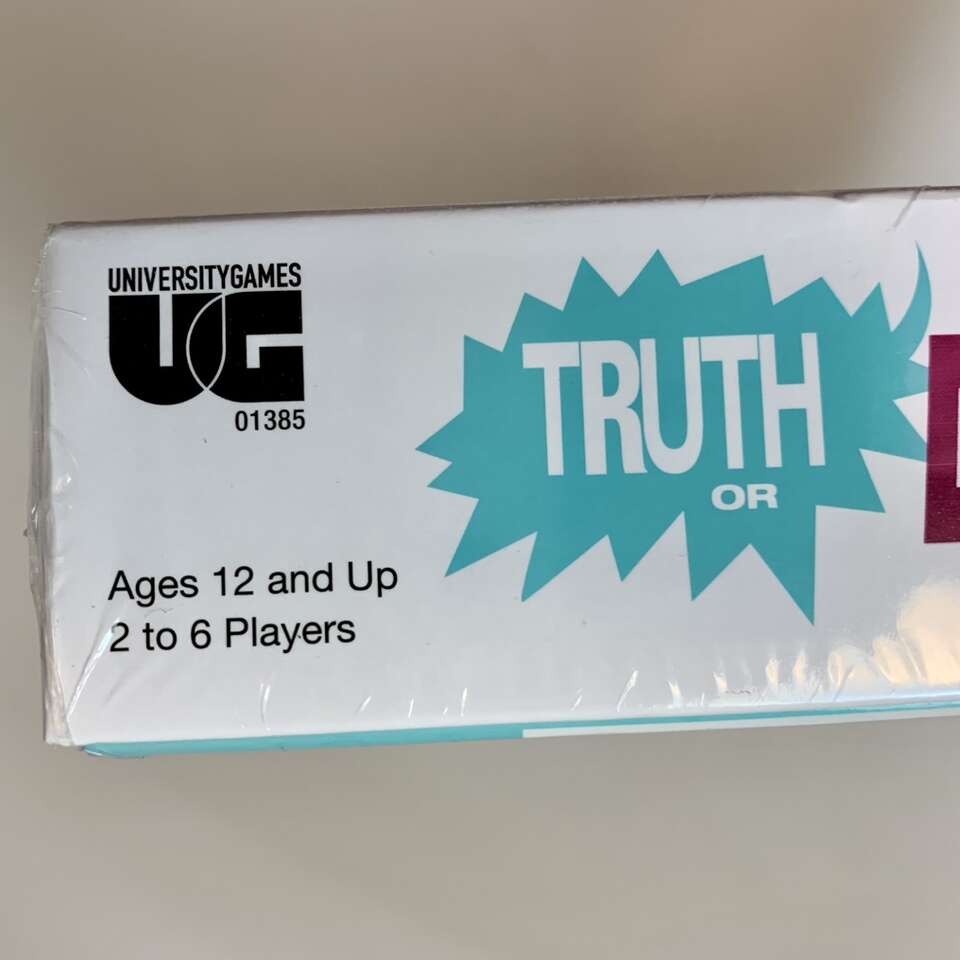 UNIVERSITYGAMES
UG
01385
TRUTH
OR
Ages 12 and Up
2 to 6 Players